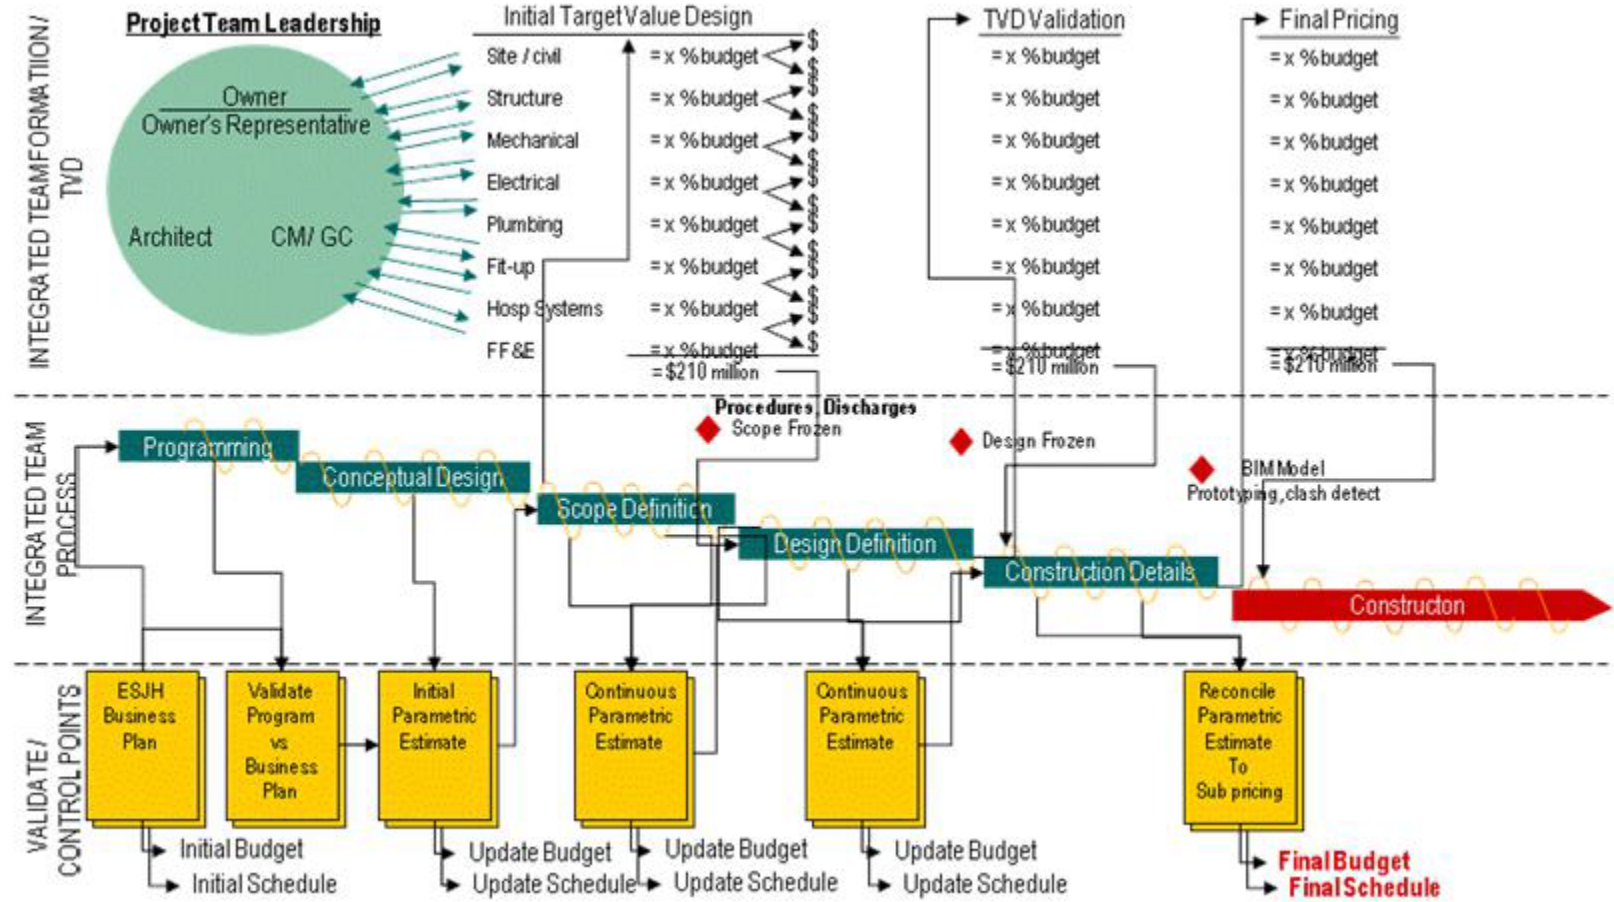 INTEGRATED TEAMFORMATIION/
TVD
Project Team Leadership
Owner
Owner's Representative
Architect
CM/ GC
Initial Target Value Design
Site / civil
= x %budget
$
$
Structure
= x %budget
$
Mechanical
= x %budget
$
Electrical
= x %budget
$
Plumbing
= x %budget
$
Fit-up
= x %budget
$
Hosp Systems
= x %budget
$
FF&E
= x %budget
$
= $210 million
TVD Validation
= x %budget
= x %budget
= x %budget
= x %budget
= x %budget
= x %budget
= x %budget
= x %budget
= $210 million
Final Pricing
= x %budget
= x %budget
= x %budget
= x %budget
= x %budget
= x %budget
= x %budget
= x %budget
= $210 million
INTEGRATED TEAM
PROCESS
Procedures, Discharges
Scope Frozen
Design Frozen
BIM Model
Prototyping, clash detect
Programming
Conceptual Design
Scope Definition
Design Definition
Construction Details
Constructon
VALIDATE /
CONTROL POINTS
ESJH
Business
Plan
Validate
Program
vs
Business
Plan
Initial
Parametric
Estimate
Continuous
Parametric
Estimate
Continuous
Parametric
Estimate
Reconcile
Parametric
Estimate
To
Sub pricing
Initial Budget
Initial Schedule
Update Budget
Update Schedule
Update Budget
Update Schedule
Update Budget
Update Schedule
Final Budget
Final Schedule